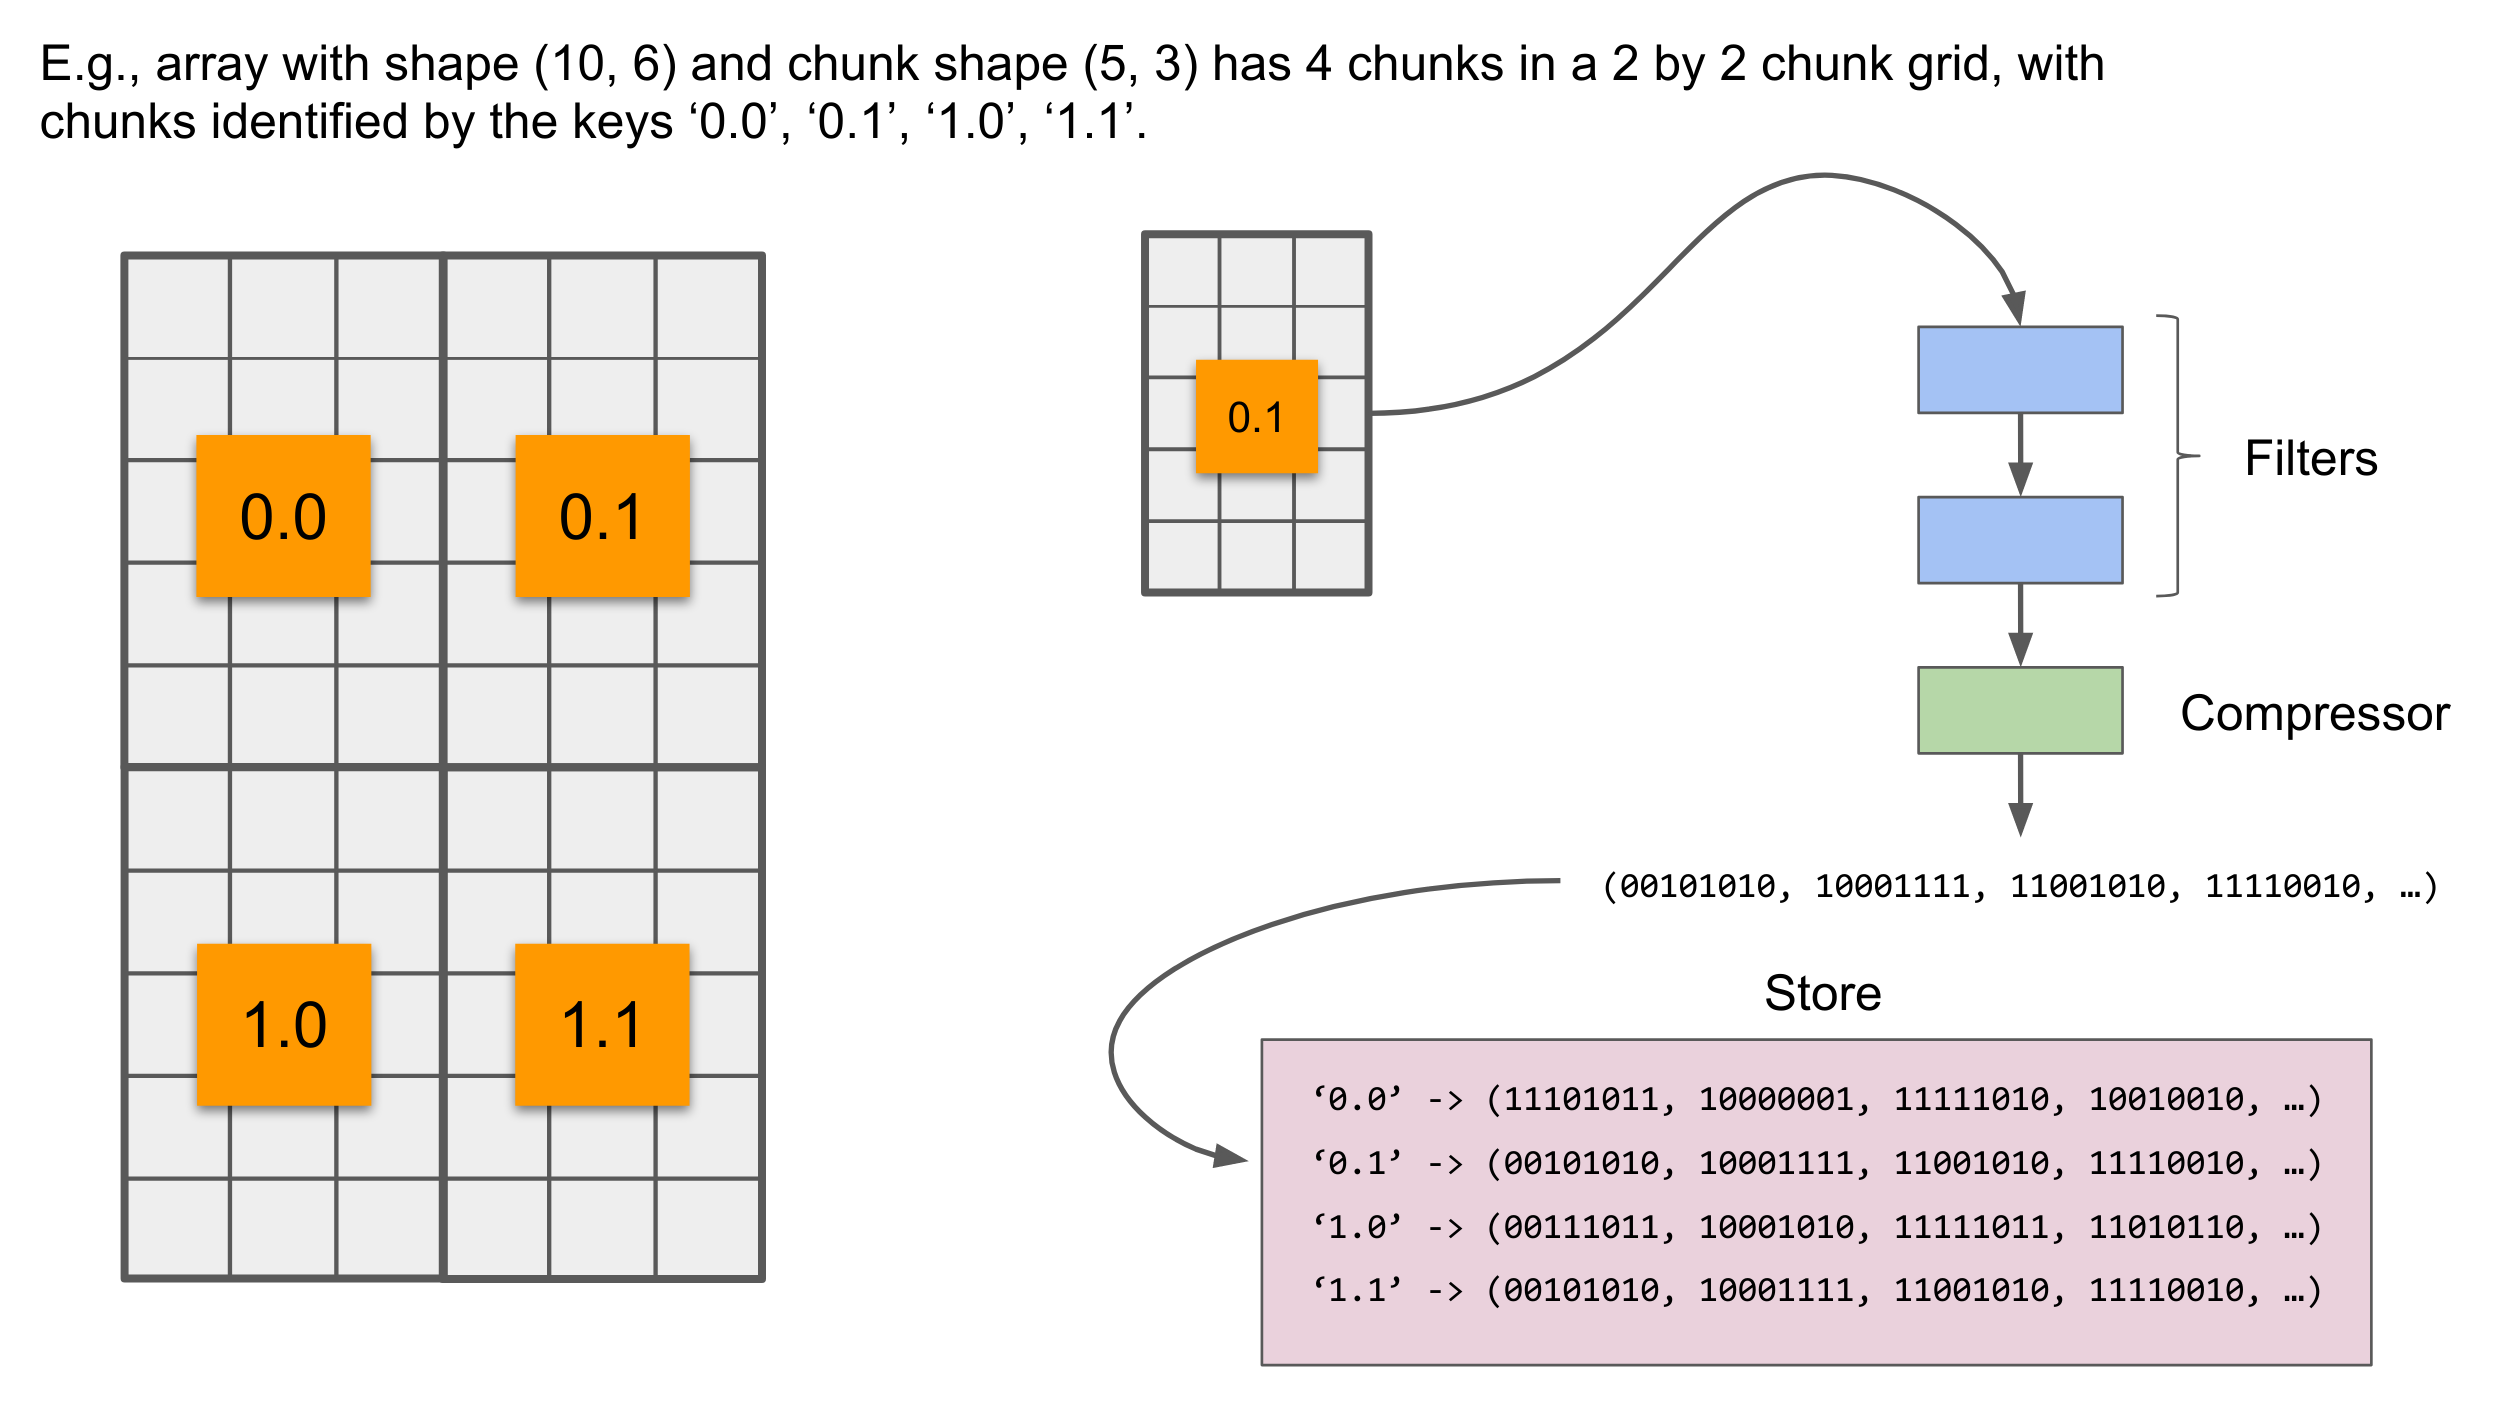 E.g., array with shape (10, 6) and chunk shape (5, 3) has 4 chunks in a 2 by 2 chunk grid, with
chunks identified by the keys ‘0.0’, ‘0.1’, ‘1.0’, ‘1.1’.
0.0
0.1
1.0
1.1
0.1
Filters
Compressor
(00101010, 10001111, 11001010, 11110010, …)
Store
‘0.0’ -> (11101011, 10000001, 11111010, 10010010, …)
‘0.1’ -> (00101010, 10001111, 11001010, 11110010, …)
‘1.0’ -> (00111011, 10001010, 11111011, 11010110, …)
‘1.1’ -> (00101010, 10001111, 11001010, 11110010, …)